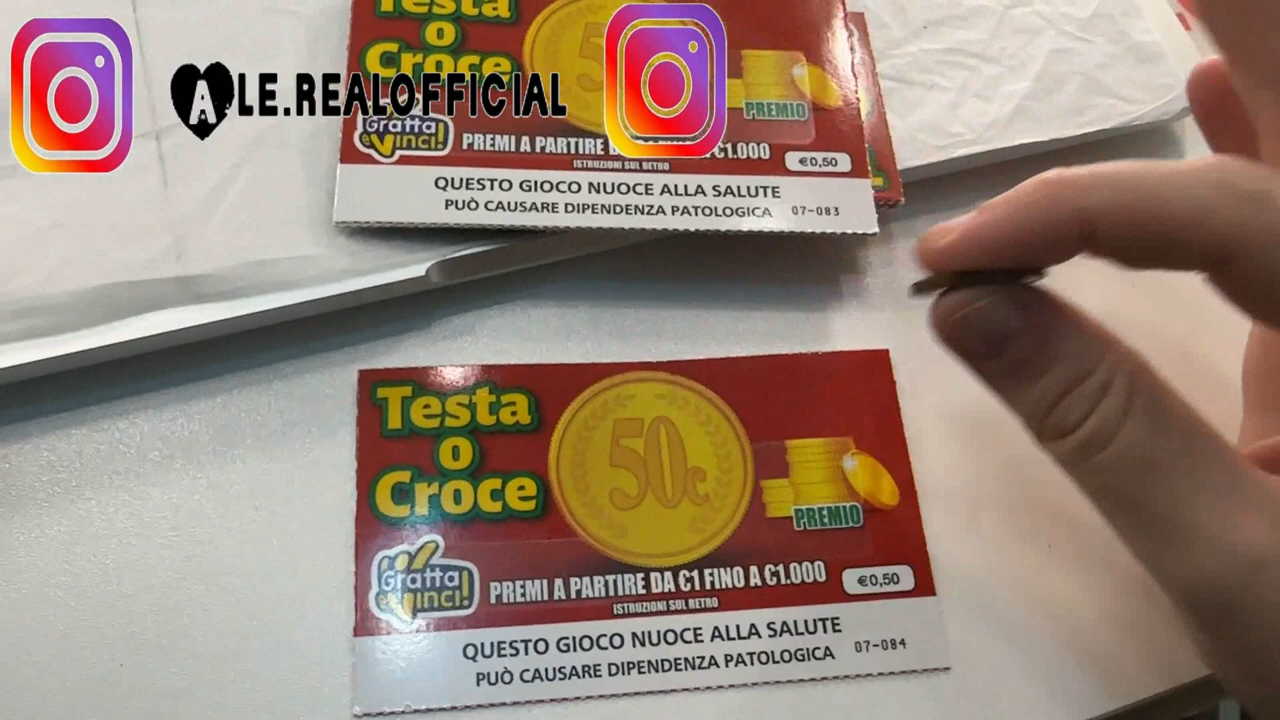 Testa
o
Croce
ALE.REALOFFICIAL
PREMIO
Gratta
e Vinci!
PREMI A PARTIRE
€1.000
€0,50
ISTRUZIONI SUL RETRO
QUESTO GIOCO NUOCE ALLA SALUTE
PUÒ CAUSARE DIPENDENZA PATOLOGICA 07-083
Testa
o
Croce
50c
PREMIO
Gratta
e Vinci!
PREMI A PARTIRE DA €1 FINO A €1.000
€0,50
ISTRUZIONI SUL RETRO
QUESTO GIOCO NUOCE ALLA SALUTE
PUÒ CAUSARE DIPENDENZA PATOLOGICA 07-084